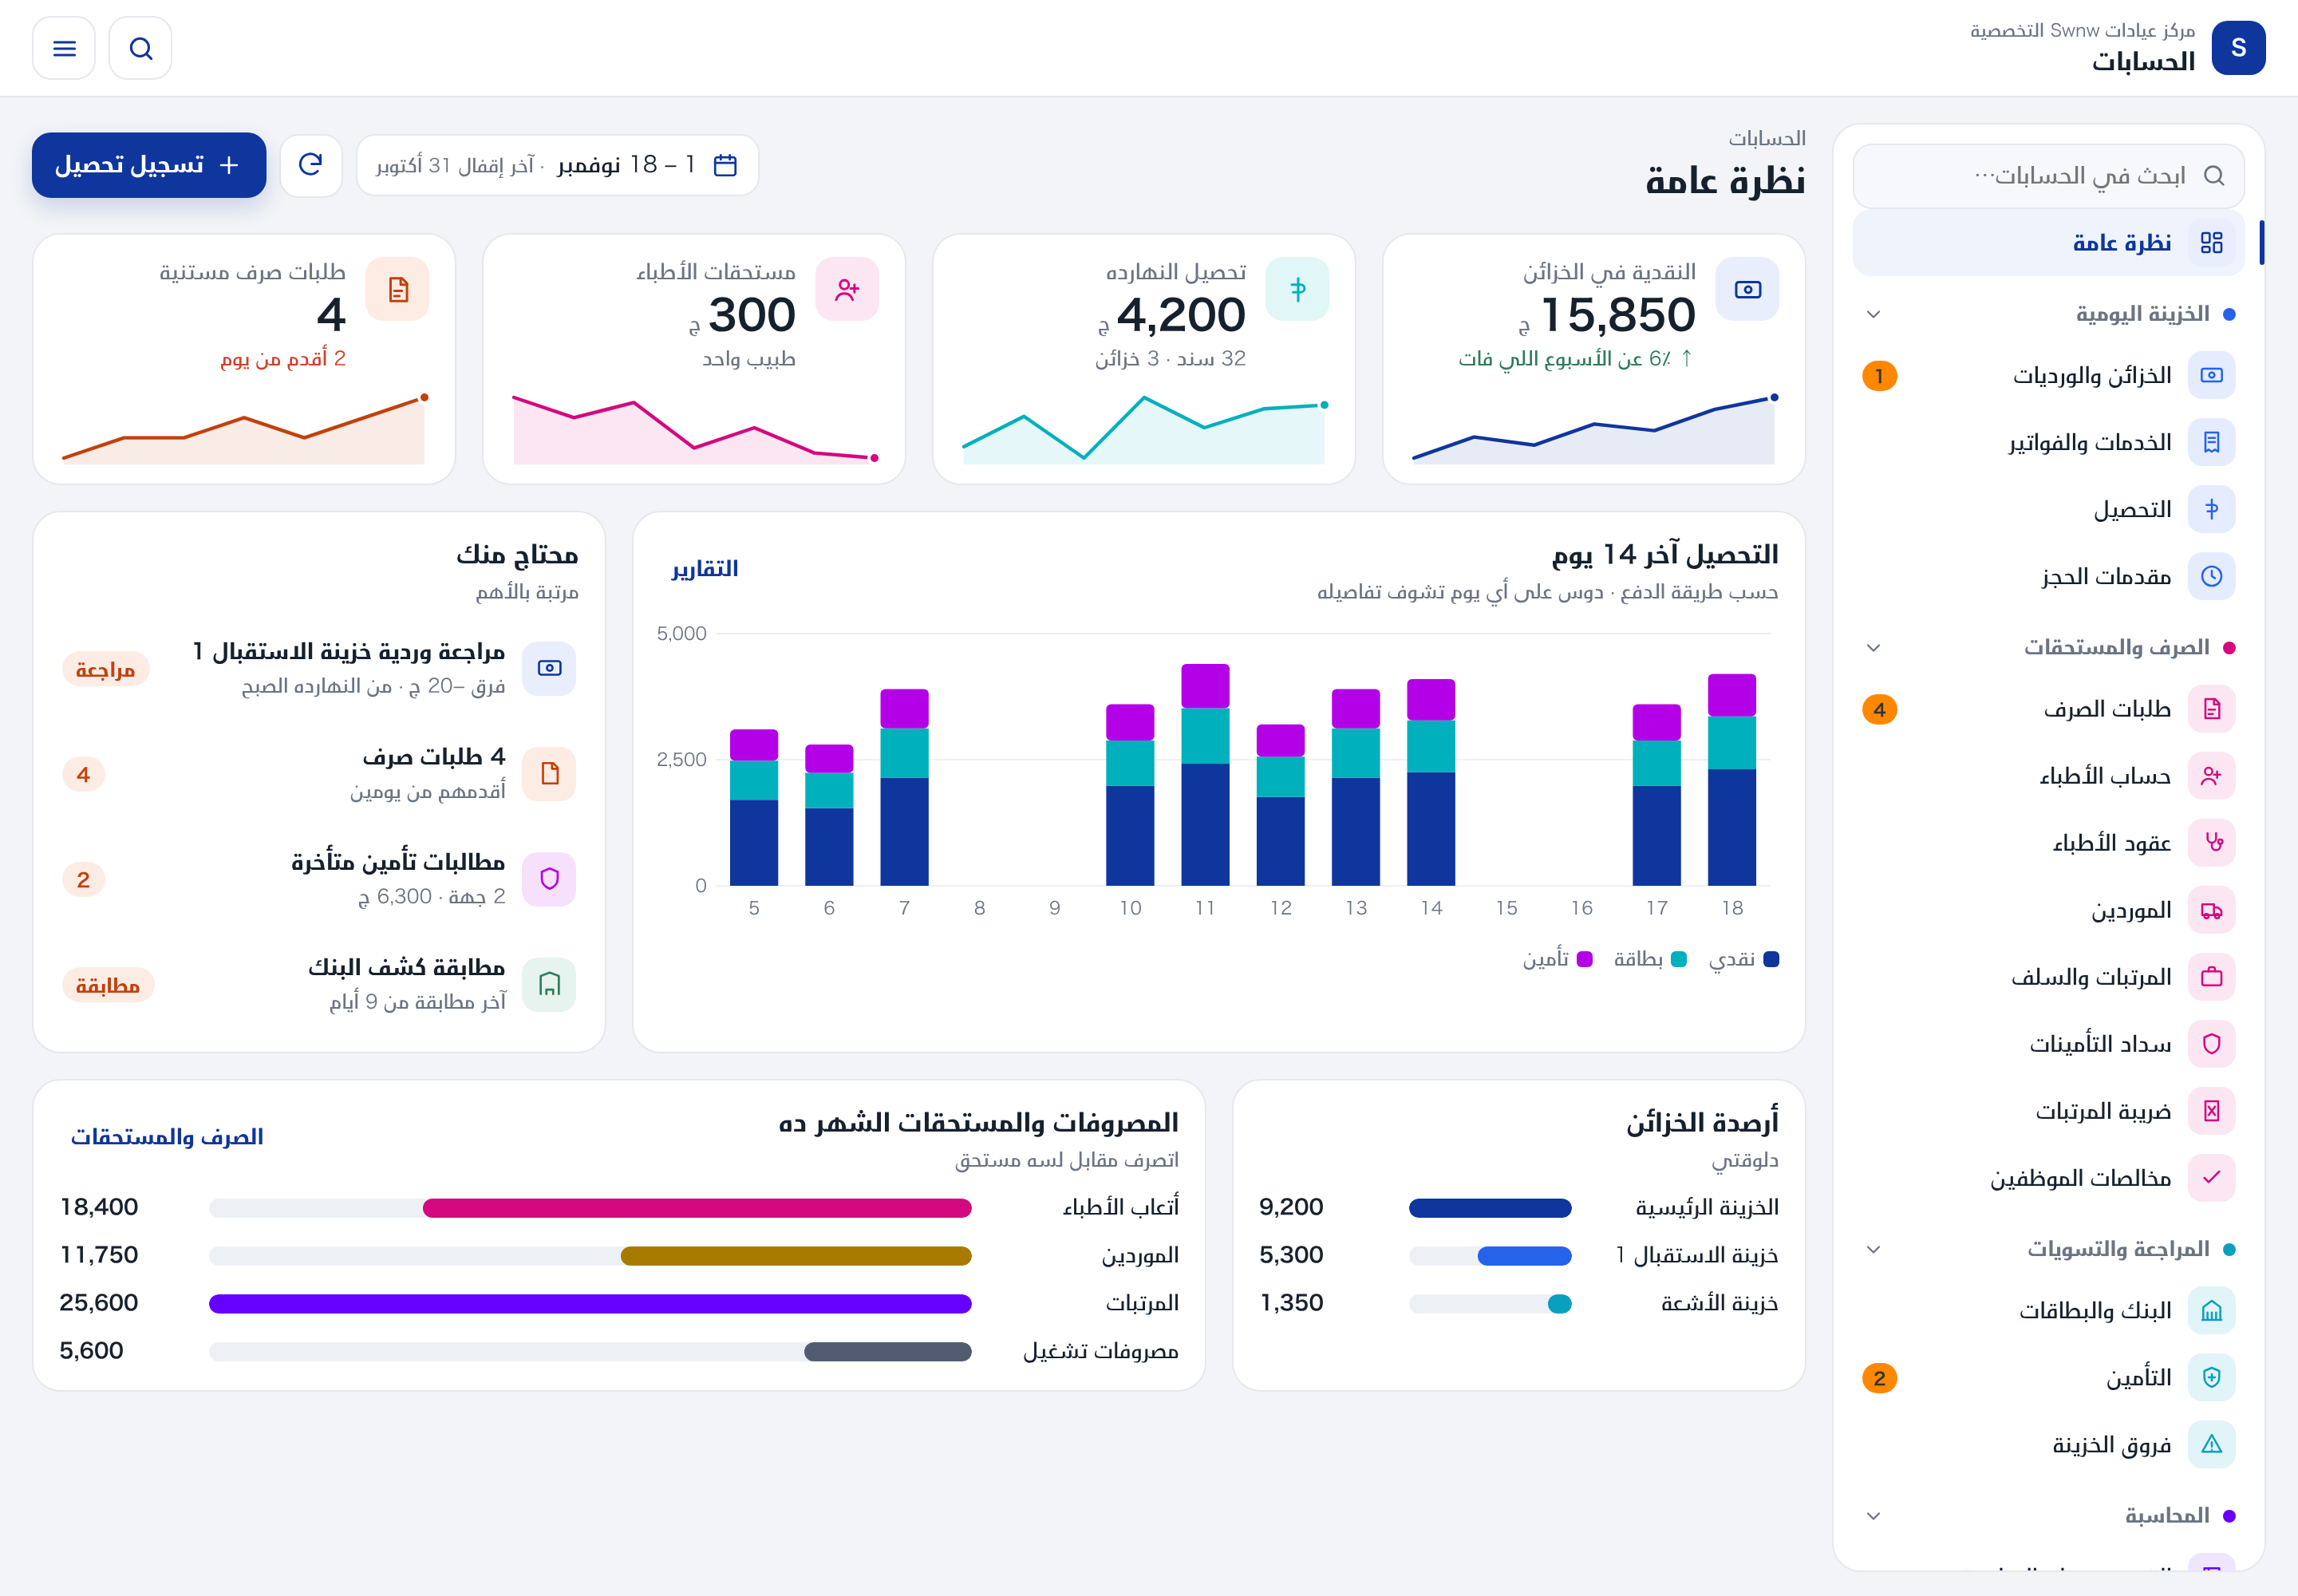 S
مركز عيادات Swnw التخصصية
الحسابات
ابحث في الحسابات...
نظرة عامة
الخزينة اليومية
الخزائن والورديات
1
الخدمات والفواتير
التحصيل
مقدمات الحجز
الصرف والمستحقات
طلبات الصرف
4
حساب الأطباء
عقود الأطباء
الموردين
المرتبات والسلف
سداد التأمينات
ضريبة المرتبات
مخالصات الموظفين
المراجعة والتسويات
البنك والبطاقات
التأمين
2
فروق الخزينة
المحاسبة
الحسابات
نظرة عامة
1 – 18 نوفمبر · آخر إقفال 31 أكتوبر
تسجيل تحصيل
النقدية في الخزائن
15,850 ج
↑ 6٪ عن الأسبوع اللي فات
تحصيل النهارده
4,200 ج
32 سند · 3 خزائن
مستحقات الأطباء
300 ج
طبيب واحد
طلبات صرف مستنية
4
2 أقدم من يوم
التحصيل آخر 14 يوم
التقارير
حسب طريقة الدفع · دوس على أي يوم تشوف تفاصيله
5,000
2,500
0
5 6 7 8 9 10 11 12 13 14 15 16 17 18
نقدي بطاقة تأمين
محتاج منك
مرتبة بالأهم
مراجعة وردية خزينة الاستقبال 1
فرق –20 ج · من النهارده الصبح
مراجعة
4 طلبات صرف
أقدمهم من يومين
4
مطالبات تأمين متأخرة
2 جهة · 6,300 ج
2
مطابقة كشف البنك
آخر مطابقة من 9 أيام
مطابقة
أرصدة الخزائن
دلوقتي
الخزينة الرئيسية 9,200
خزينة الاستقبال 1 5,300
خزينة الأشعة 1,350
المصروفات والمستحقات الشهر ده
الصرف والمستحقات
اتصرف مقابل لسه مستحق
أتعاب الأطباء 18,400
الموردين 11,750
المرتبات 25,600
مصروفات تشغيل 5,600